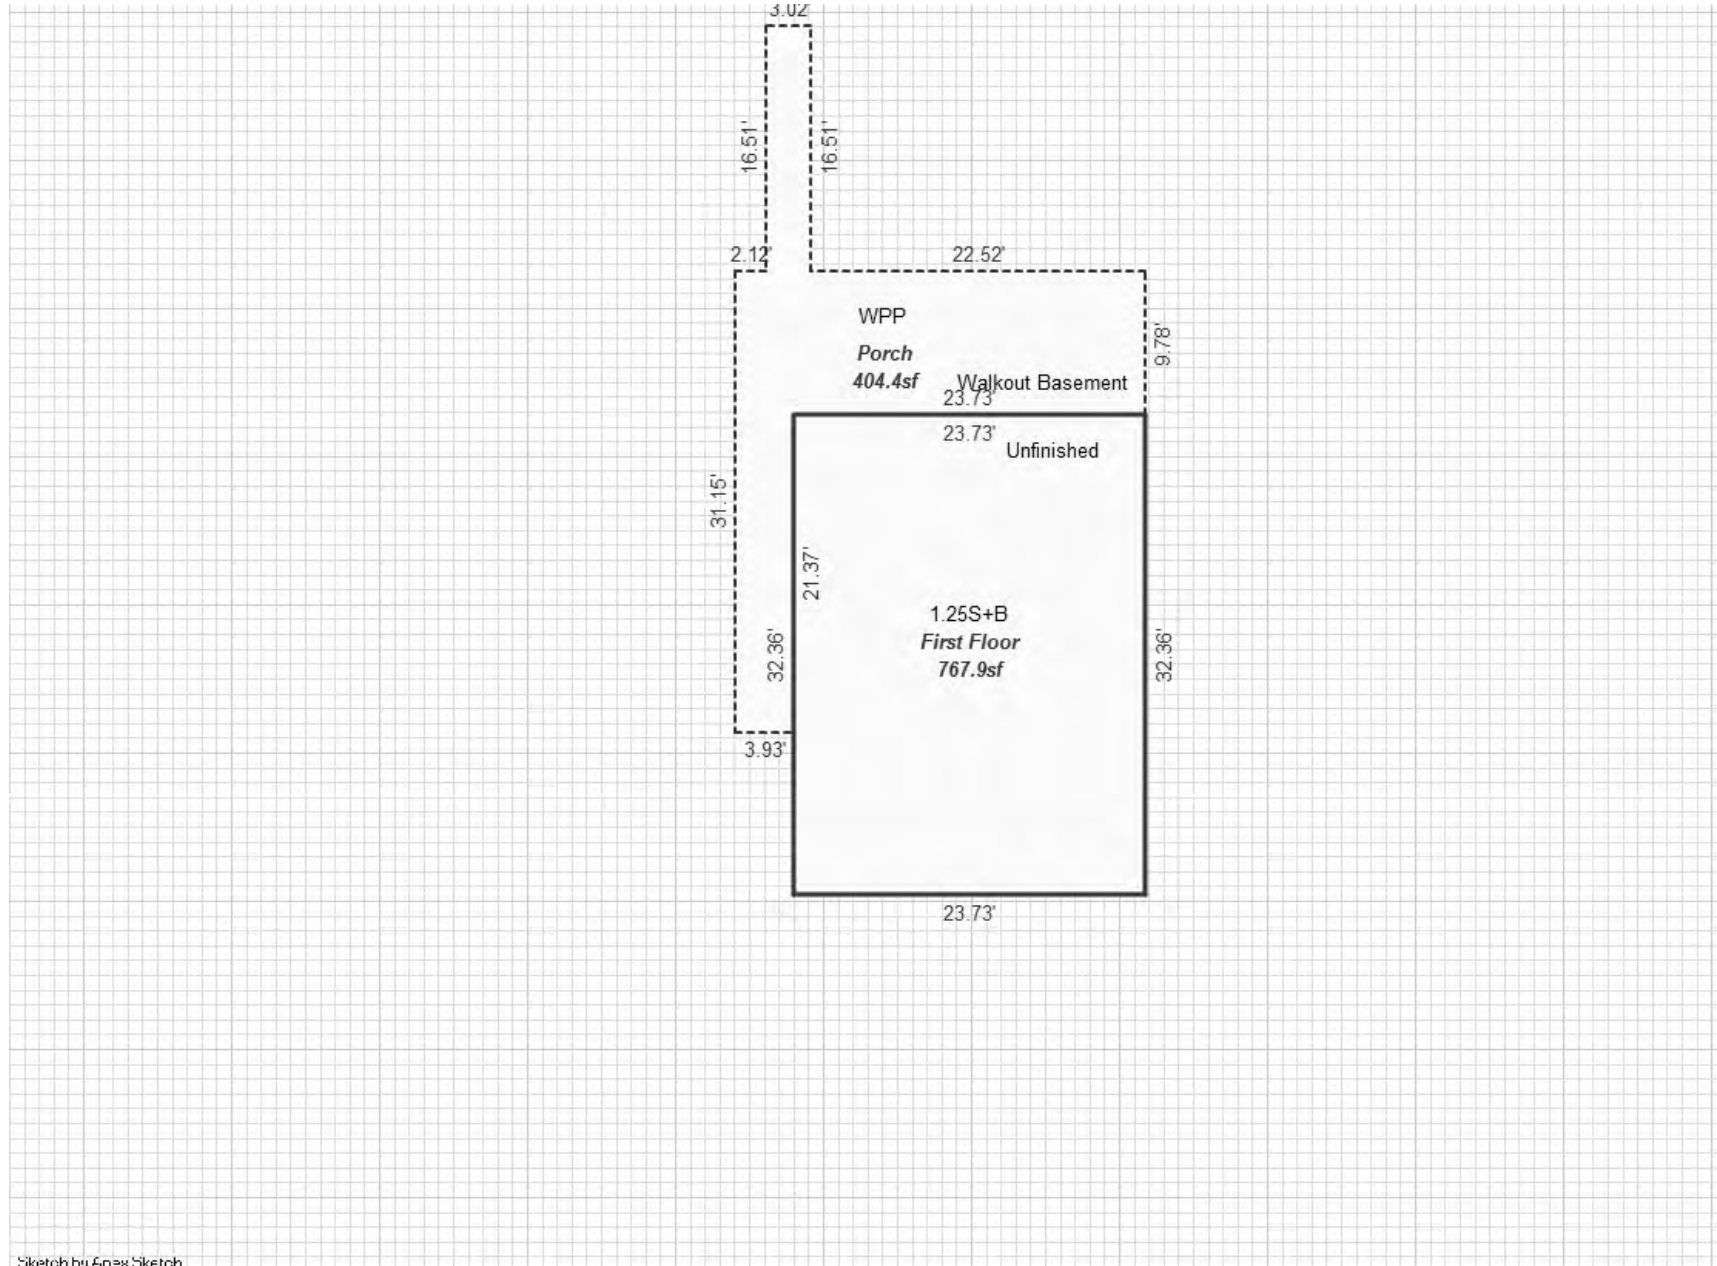 3.02'
16.51'
16.51'
2.12'
22.52'
WPP
Porch
404.4sf
9.78'
Walkout Basement
23.73'
23.73'
Unfinished
31.15'
21.37'
1.25S+B
First Floor
767.9sf
32.36'
32.36'
3.93'
23.73'
Sketch by Apex Sketch